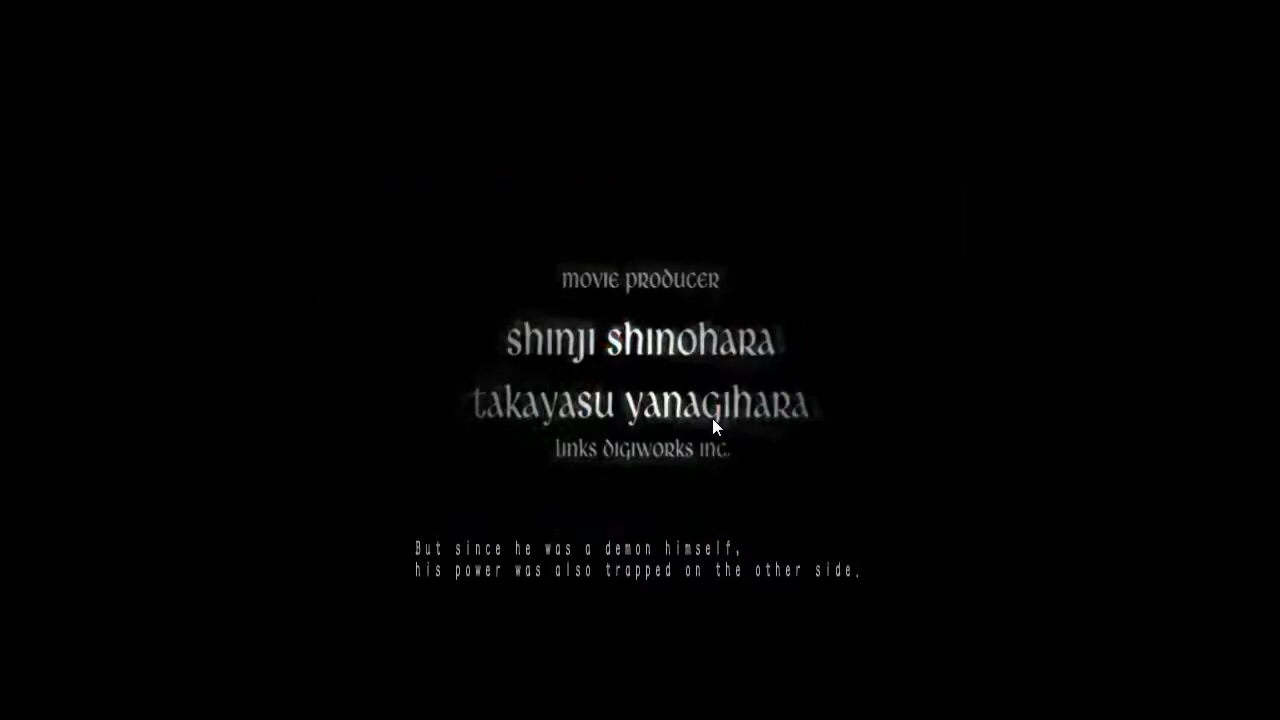 movie producer
shinji shinohara
takayasu yanagihara
links digiworks inc.
But since he was a demon himself,
his power was also trapped on the other side.